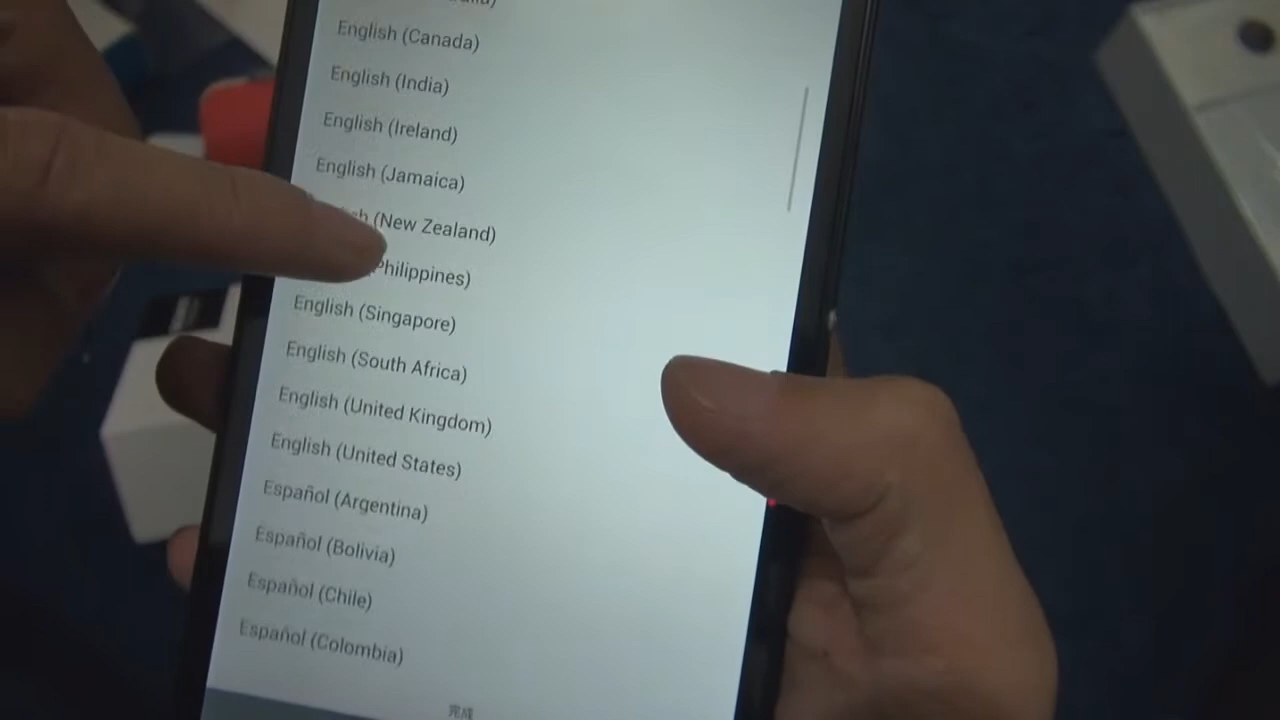 English (Canada)
English (India)
English (Ireland)
English (Jamaica)
(New Zealand)
Philippines)
English (Singapore)
English (South Africa)
English (United Kingdom)
English (United States)
Español (Argentina)
Español (Bolivia)
Español (Chile)
Español (Colombia)
完成